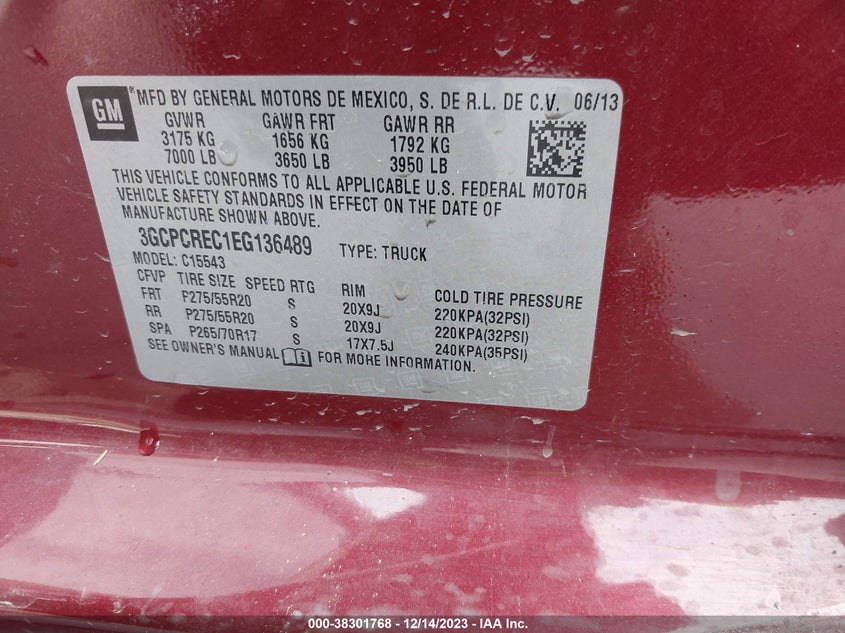 GM
® MFD BY GENERAL MOTORS DE MEXICO, S. DE R.L. DE C.V. 06/13
GVWR GAWR FRT GAWR RR
3175 KG 1656 KG 1792 KG
7000 LB 3650 LB 3950 LB
THIS VEHICLE CONFORMS TO ALL APPLICABLE U.S. FEDERAL MOTOR
VEHICLE SAFETY STANDARDS IN EFFECT ON THE DATE OF
MANUFACTURE SHOWN ABOVE.
3GCPCREC1EG136489 TYPE: TRUCK
MODEL: C15543
CFVP TIRE SIZE SPEED RTG RIM COLD TIRE PRESSURE
FRT P275/55R20 S 20X9J 220KPA(32PSI)
RR P275/55R20 S 20X9J 220KPA(32PSI)
SPA P265/70R17 S 17X7.5J 240KPA(35PSI)
SEE OWNER'S MANUAL FOR MORE INFORMATION.
000-38301768 - 12/14/2023 - IAA Inc.